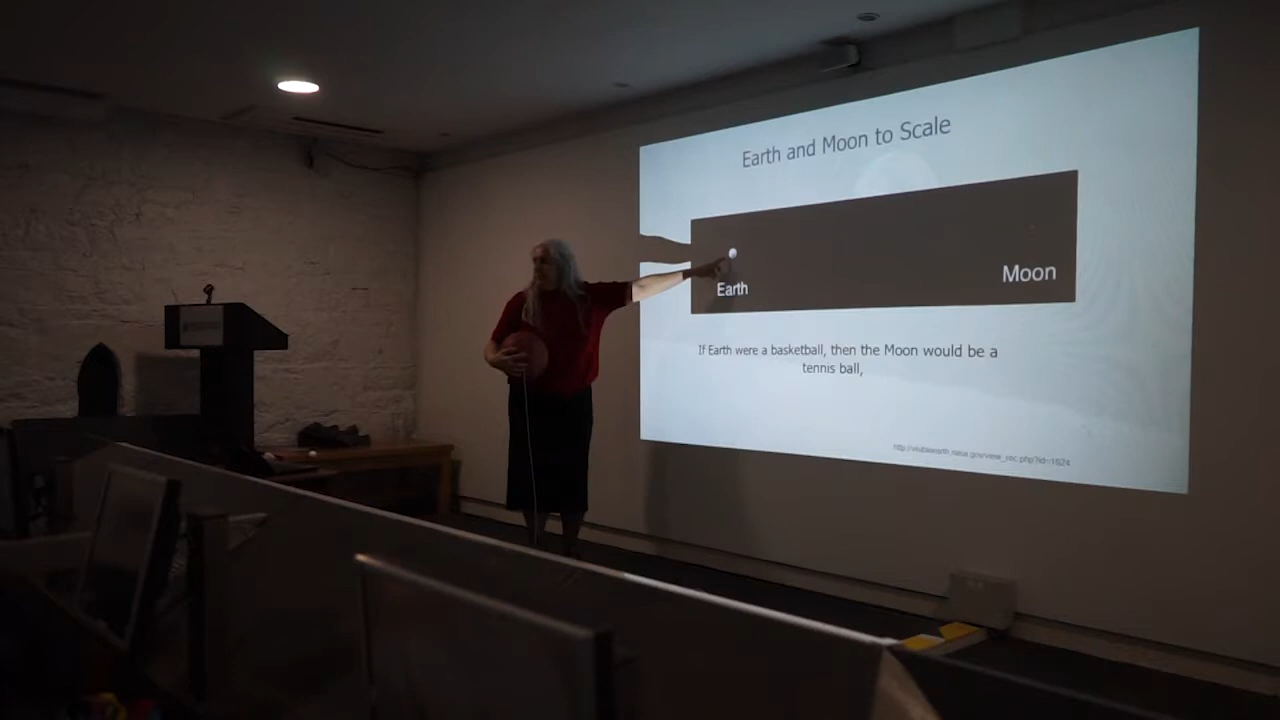 Earth and Moon to Scale
Earth
Moon
If Earth were a basketball, then the Moon would be a
tennis ball,